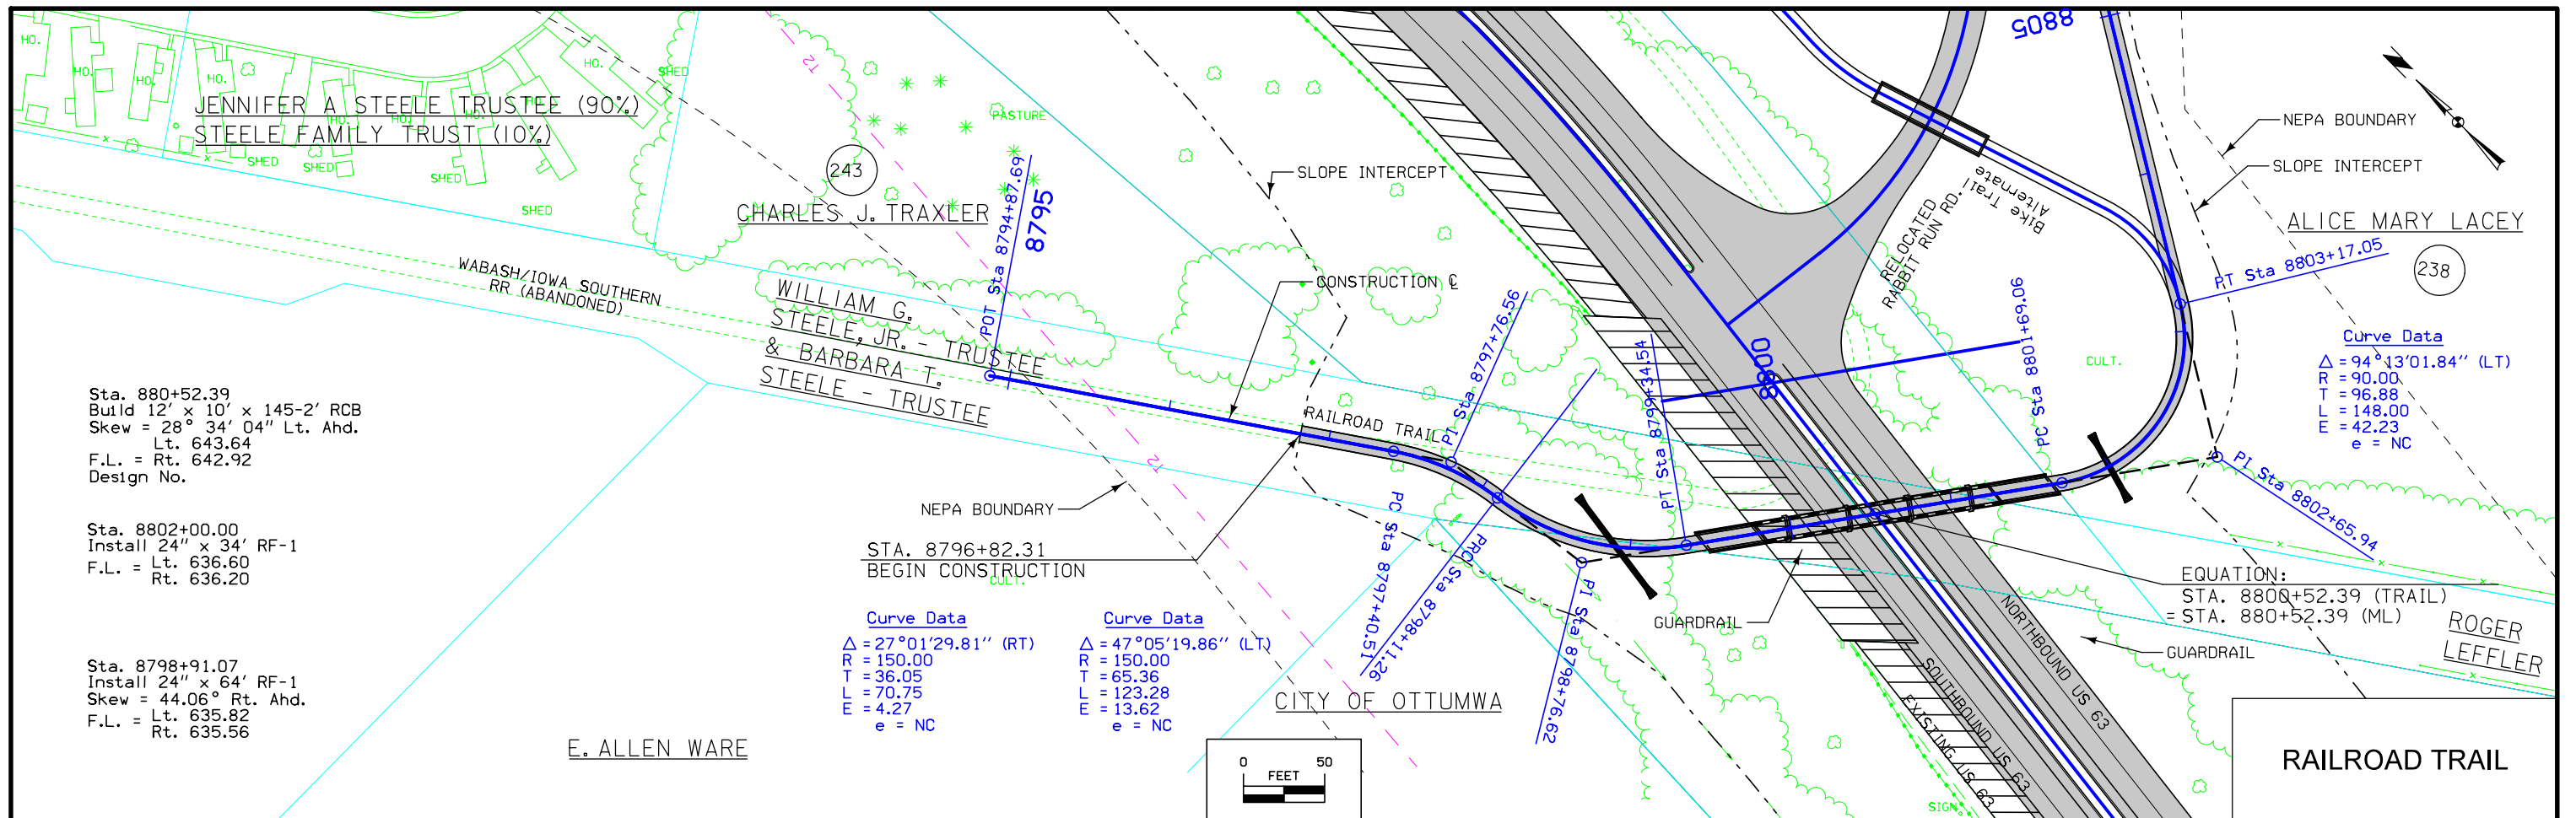 HO.
HO.
HO.
HO.
HO.
HO.
HO.
HO.
HO.
SHED
JENNIFER A STEELE TRUSTEE (90%)
STEELE FAMILY TRUST (10%)
SHED
SHED
SHED
SHED
243
CHARLES J. TRAXLER
PASTURE
POT Sta 8794+87.69
8795
SLOPE INTERCEPT
8805
NEPA BOUNDARY
SLOPE INTERCEPT
ALICE MARY LACEY
238
PT Sta 8803+17.05
Bike Trail
Alternate
RELOCATED
RABBIT RUN RD.
WABASH/IOWA SOUTHERN
RR (ABANDONED)
WILLIAM G.
STEELE, JR. - TRUSTEE
& BARBARA T.
STEELE - TRUSTEE
CONSTRUCTION ℄
RAILROAD TRAIL
PI Sta 8797+76.56
PT Sta 8799+34.54
8800
PC Sta 8801+69.06
CULT.
Curve Data
Δ = 94°13'01.84" (LT)
R = 90.00
T = 96.88
L = 148.00
E = 42.23
e = NC
PI Sta 8802+65.94
Sta. 880+52.39
Build 12' x 10' x 145-2' RCB
Skew = 28° 34' 04" Lt. Ahd.
Lt. 643.64
F.L. = Rt. 642.92
Design No.
Sta. 8802+00.00
Install 24" x 34' RF-1
F.L. = Lt. 636.60
Rt. 636.20
Sta. 8798+91.07
Install 24" x 64' RF-1
Skew = 44.06° Rt. Ahd.
F.L. = Lt. 635.82
Rt. 635.56
NEPA BOUNDARY
STA. 8796+82.31
BEGIN CONSTRUCTION
CULT.
Curve Data
Δ = 27°01'29.81" (RT)
R = 150.00
T = 36.05
L = 70.75
E = 4.27
e = NC
Curve Data
Δ = 47°05'19.86" (LT)
R = 150.00
T = 65.36
L = 123.28
E = 13.62
e = NC
PC Sta 8797+40.51
PRC Sta 8798+11.26
PI Sta 8798+76.62
GUARDRAIL
EQUATION:
STA. 8800+52.39 (TRAIL)
= STA. 880+52.39 (ML)
GUARDRAIL
ROGER
LEFFLER
NORTHBOUND US 63
SOUTHBOUND US 63
EXISTING US 63
SIGN
CITY OF OTTUMWA
E. ALLEN WARE
0 50
FEET
RAILROAD TRAIL